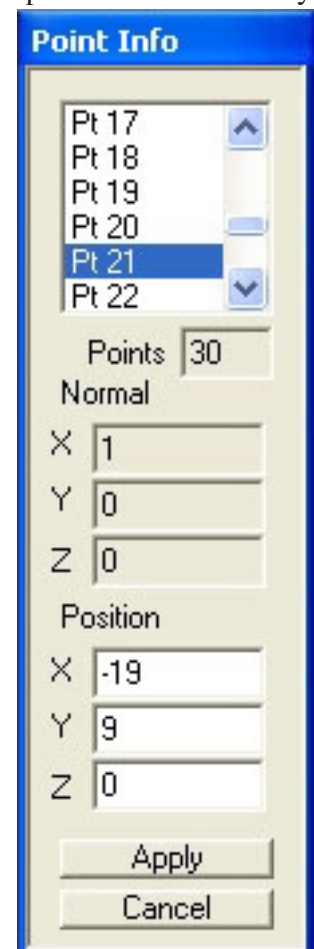 Point Info
Pt 17
Pt 18
Pt 19
Pt 20
Pt 21
Pt 22
Points 30
Normal
X 1
Y 0
Z 0
Position
X -19
Y 9
Z 0
Apply
Cancel